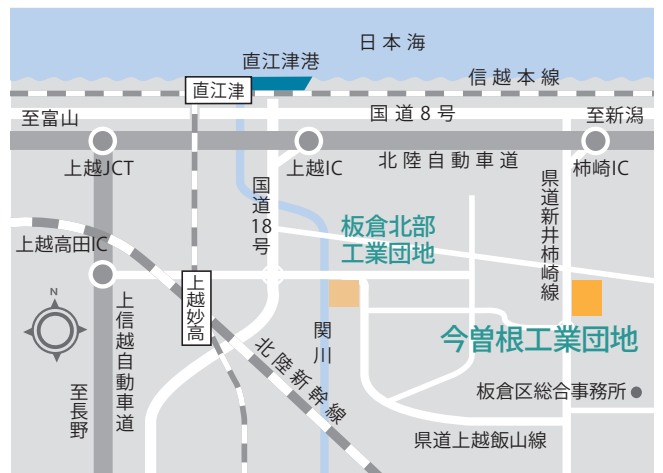 日本海
直江津港
信越本線
直江津
国道8号
至富山
至新潟
上越JCT
上越IC
北陸自動車道
柿崎IC
国道18号
県道新井柿崎線
板倉北部
工業団地
上越高田IC
上越妙高
N
上信越自動車道
関川
今曽根工業団地
北陸新幹線
至長野
板倉区総合事務所
県道上越飯山線